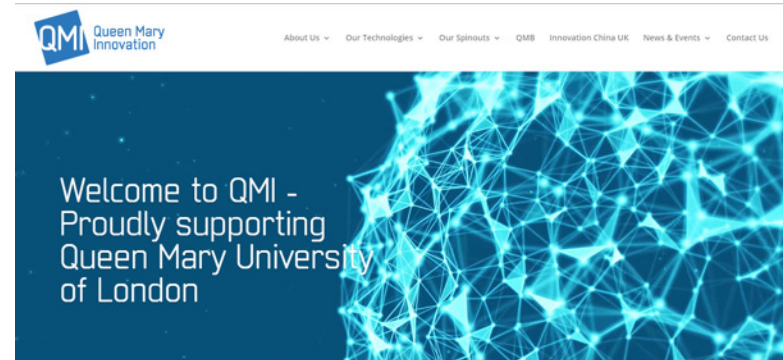 QMI Queen Mary
Innovation
About Us Our Technologies Our Spinouts QMB Innovation China UK News & Events Contact Us
Welcome to QMI -
Proudly supporting
Queen Mary University
of London